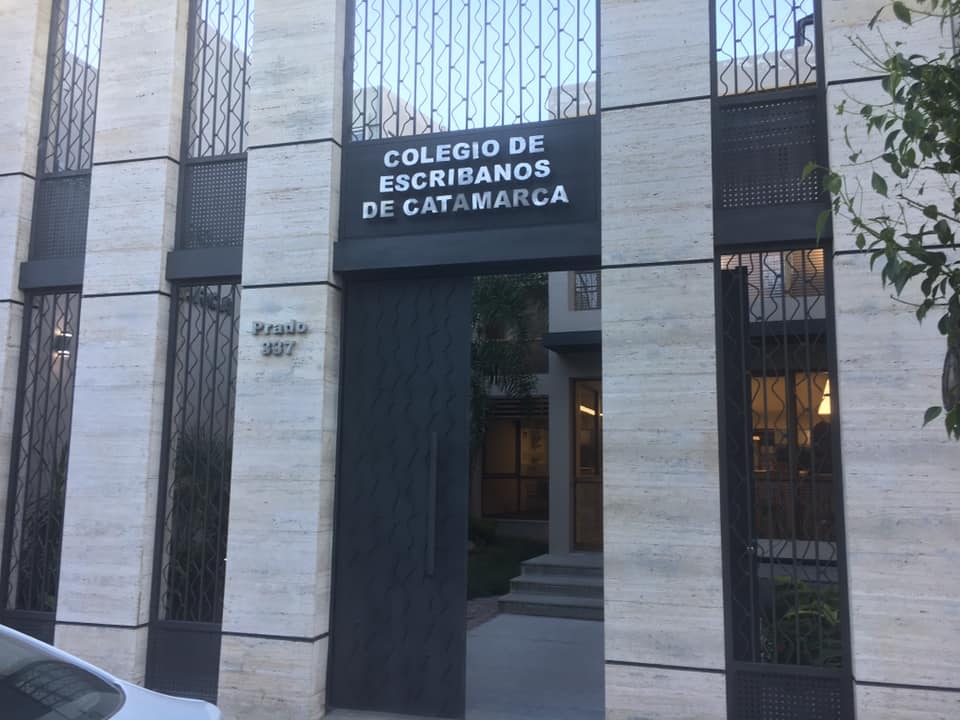 COLEGIO DE
ESCRIBANOS
DE CATAMARCA
Prado
337